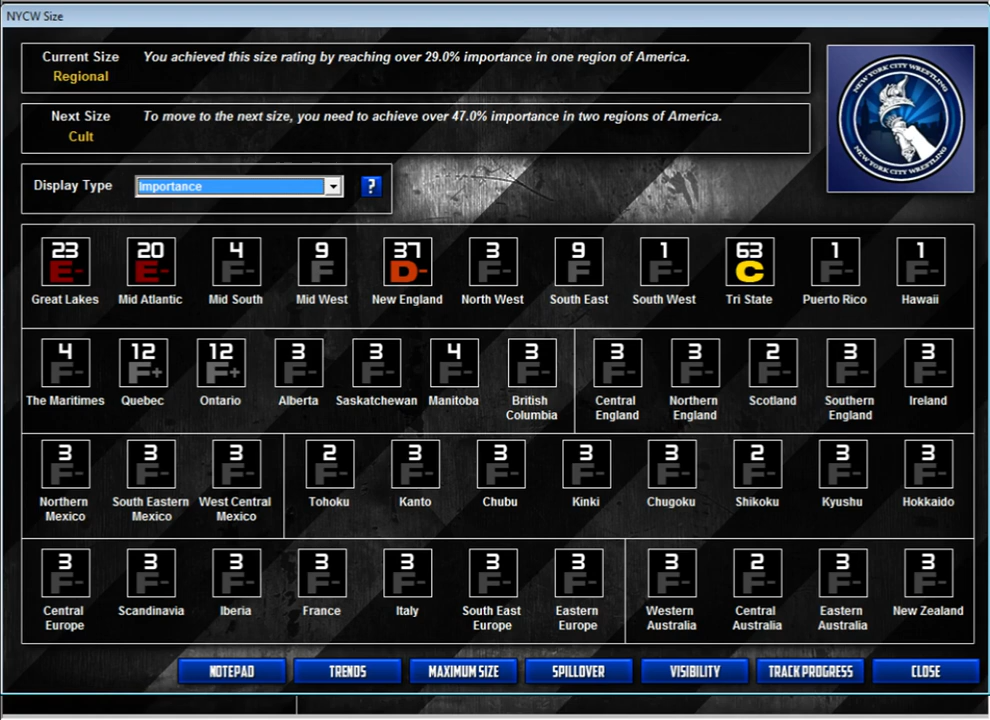 NYCW Size
Current Size
You achieved this size rating by reaching over 29.0% importance in one region of America.
Regional
Next Size
To move to the next size, you need to achieve over 47.0% importance in two regions of America.
Cult
Display Type
Importance
?
NEW YORK CITY WRESTLING
NEW YORK CITY WRESTLING
23 20 4 9 37 3 9 1 63 1 1
E- E- F- F D- F- F F- C F- F-
Great Lakes Mid Atlantic Mid South Mid West New England North West South East South West Tri State Puerto Rico Hawaii
4 12 12 3 3 4 3 3 3 2 3 3
F- F+ F+ F- F- F- F- F- F- F- F- F-
The Maritimes Quebec Ontario Alberta Saskatchewan Manitoba British Central Northern Scotland Southern Ireland
Columbia England England England
3 3 3 2 3 3 3 3 2 3 3
F- F- F- F- F- F- F- F- F- F- F-
Northern South Eastern West Central Tohoku Kanto Chubu Kinki Chugoku Shikoku Kyushu Hokkaido
Mexico Mexico Mexico
3 3 3 3 3 3 3 3 2 3 3
F- F- F- F- F- F- F- F- F- F- F-
Central Scandinavia Iberia France Italy South East Eastern Western Central Eastern New Zealand
Europe Europe Europe Australia Australia Australia
NOTEPAD TRENDS MAXIMUM SIZE SPILLOVER VISIBILITY TRACK PROGRESS CLOSE